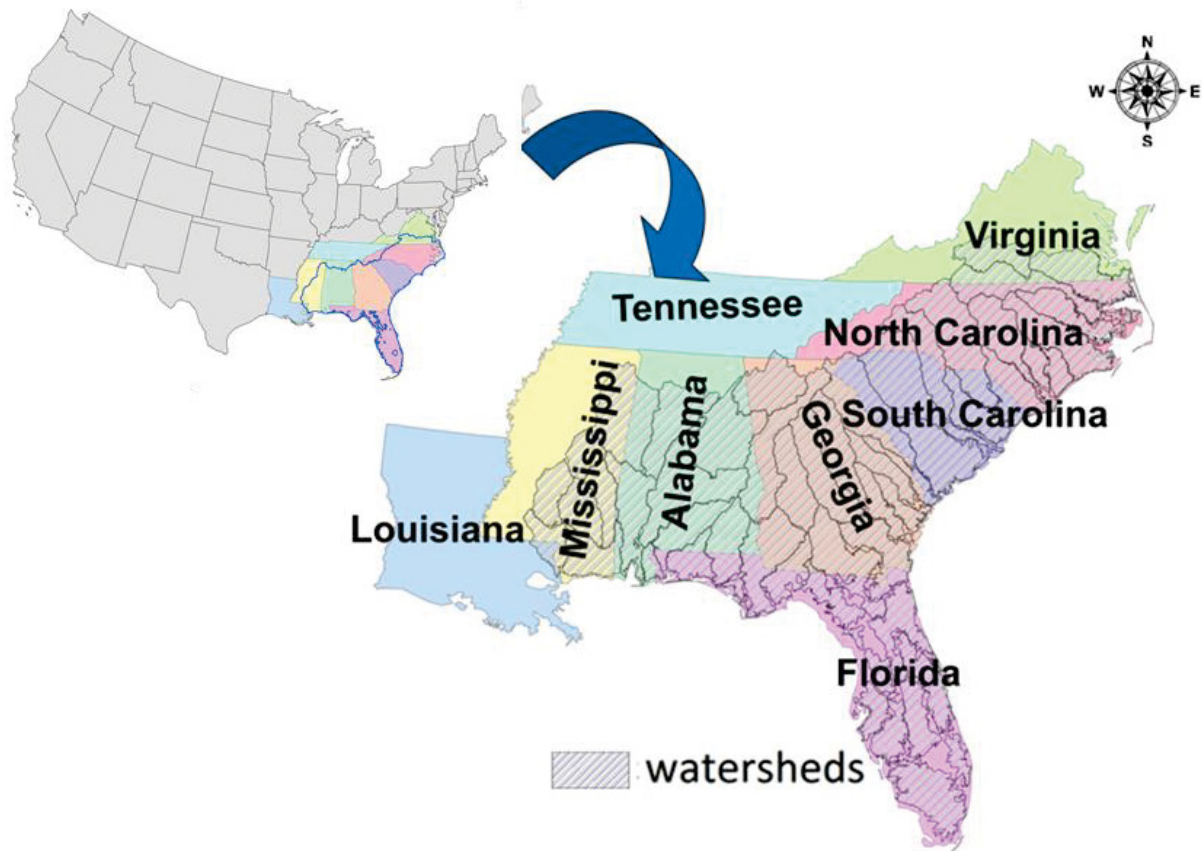 N
W
E
S
Virginia
Tennessee
North Carolina
Mississippi
Alabama
Georgia
South Carolina
Louisiana
Florida
watersheds